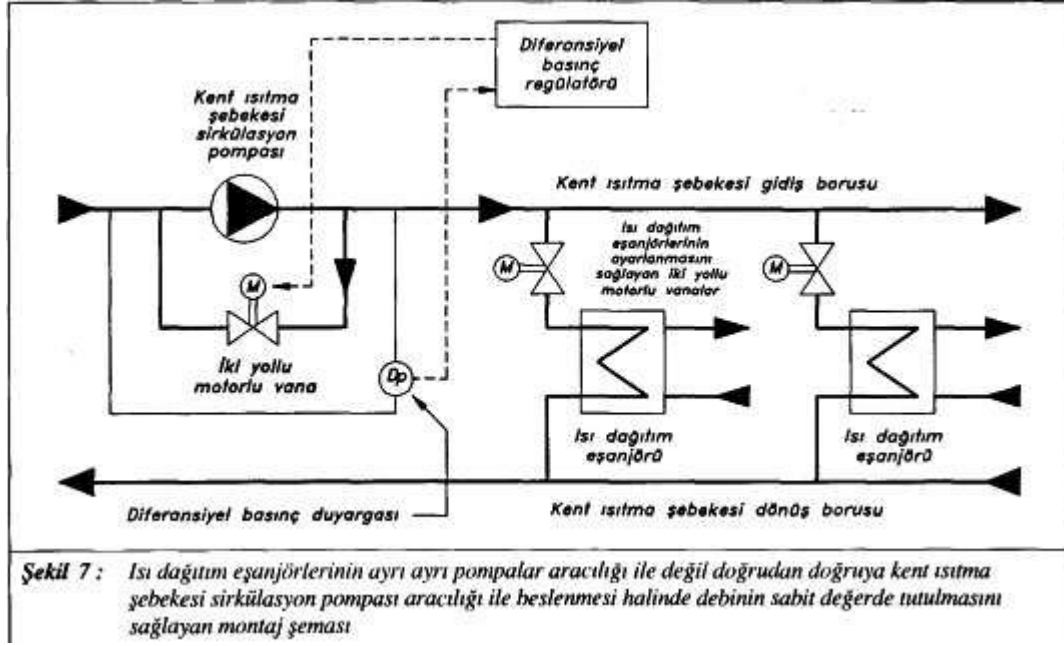 Diferansiyel
basınç
regülatörü
Kent ısıtma
şebekesi
sirkülasyon
pompası
Kent ısıtma şebekesi gidiş borusu
Isı dağıtım
eşanjörlerinin
ayarlanmasını
sağlayan iki yollu
motorlu vanalar
M
M
M
İki yollu
motorlu vana
Dp
Isı dağıtım
eşanjörü
Isı dağıtım
eşanjörü
Diferansiyel basınç duyargası
Kent ısıtma şebekesi dönüş borusu
Şekil 7 : Isı dağıtım eşanjörlerinin ayrı ayrı pompalar aracılığı ile değil doğrudan doğruya kent ısıtma
şebekesi sirkülasyon pompası aracılığı ile beslenmesi halinde debinin sabit değerde tutulmasını
sağlayan montaj şeması